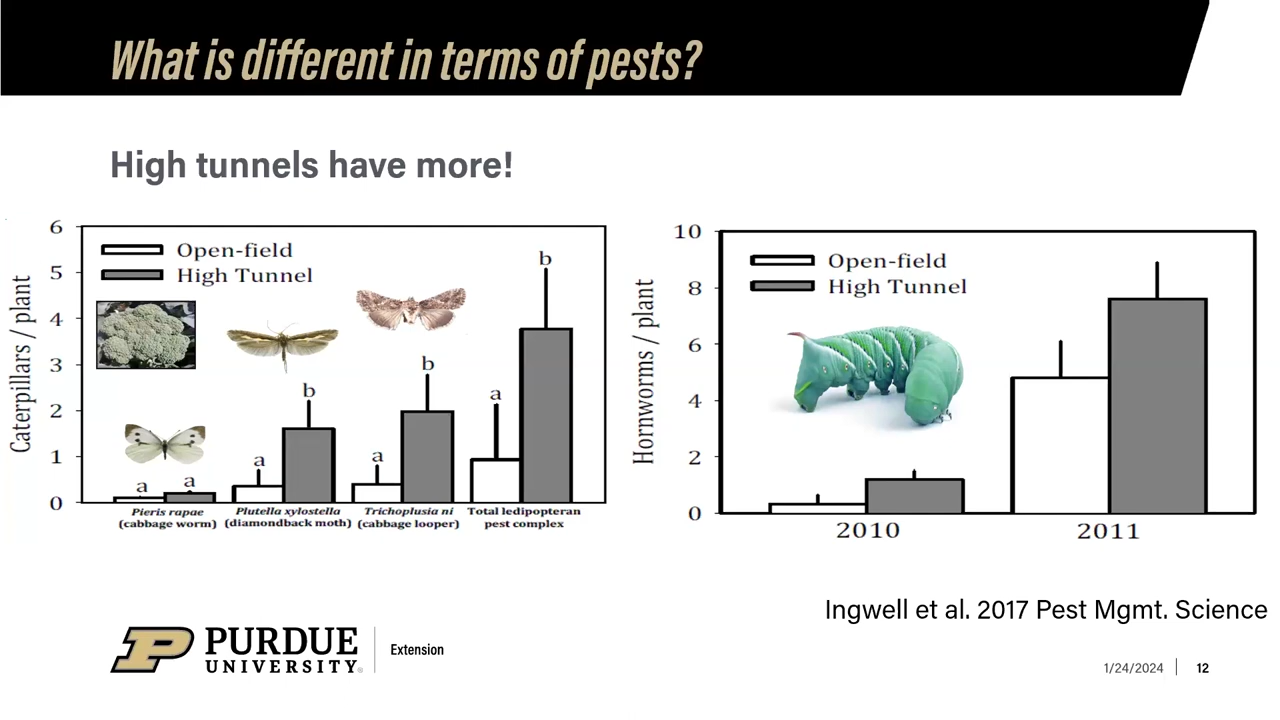 What is different in terms of pests?
High tunnels have more!
Caterpillars / plant
6
5
4
3
2
1
0
Open-field
High Tunnel
a
a
a
b
a
b
a
b
Pieris rapae
(cabbage worm)
Plutella xylostella
(diamondback moth)
Trichoplusia ni
(cabbage looper)
Total ledipopteran
pest complex
Hornworms / plant
10
8
6
4
2
0
Open-field
High Tunnel
2010
2011
Ingwell et al. 2017 Pest Mgmt. Science
PURDUE
UNIVERSITY®
Extension
1/24/2024
12